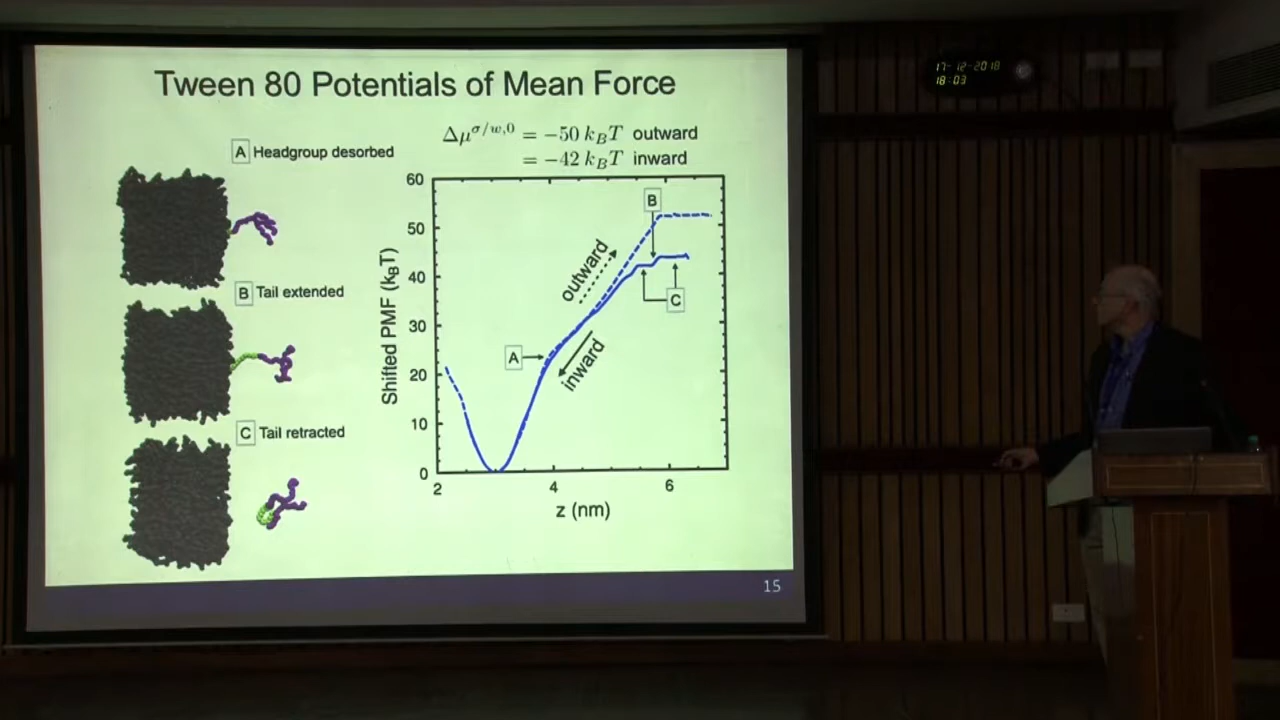 Tween 80 Potentials of Mean Force
A Headgroup desorbed
B Tail extended
C Tail retracted
Δμ^σ/w,0 = −50 k_BT outward
= −42 k_BT inward
Shifted PMF (k_BT)
60
50
40
30
20
10
0
2
4
6
z (nm)
outward
inward
A
B
C
15
17-12-2018
18:03